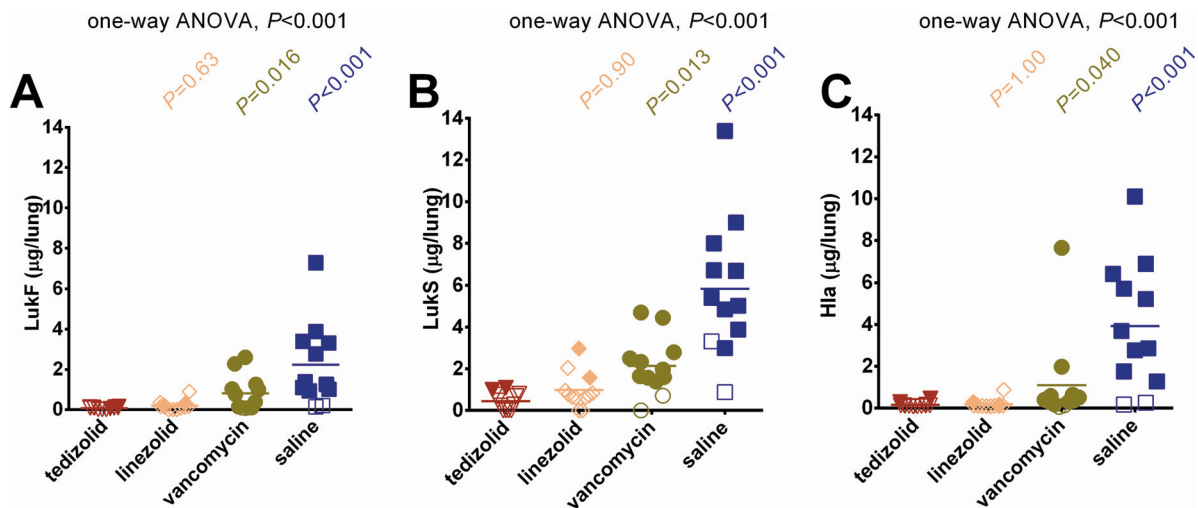 one-way ANOVA, P<0.001
P=0.63
P=0.016
P<0.001
A
LukF (µg/lung)
14
12
10
8
6
4
2
0
tedizolid
linezolid
vancomycin
saline
one-way ANOVA, P<0.001
P=0.90
P=0.013
P<0.001
B
LukS (µg/lung)
14
12
10
8
6
4
2
0
tedizolid
linezolid
vancomycin
saline
one-way ANOVA, P<0.001
P=1.00
P=0.040
P<0.001
C
Hla (µg/lung)
14
12
10
8
6
4
2
0
tedizolid
linezolid
vancomycin
saline